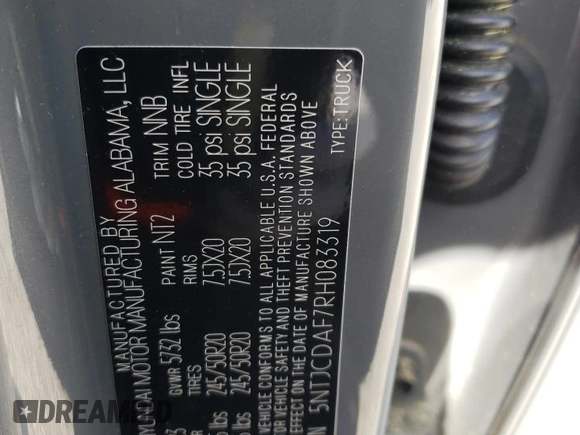 MANUFACTURED BY
MOTOR MANUFACTURING ALABAMA, LLC
GVWR 5732 lbs PAINT NT2 TRIM NNB
TIRES RIMS COLD TIRE INFL
lbs 245/50R20 7.5JX20 35 psi SINGLE
lbs 245/50R20 7.5JX20 35 psi SINGLE
VEHICLE CONFORMS TO ALL APPLICABLE U.S.A. FEDERAL
VEHICLE SAFETY AND THEFT PREVENTION STANDARDS
EFFECT ON THE DATE OF MANUFACTURE SHOWN ABOVE
5NTJCDAF7RH083319 TYPE:TRUCK